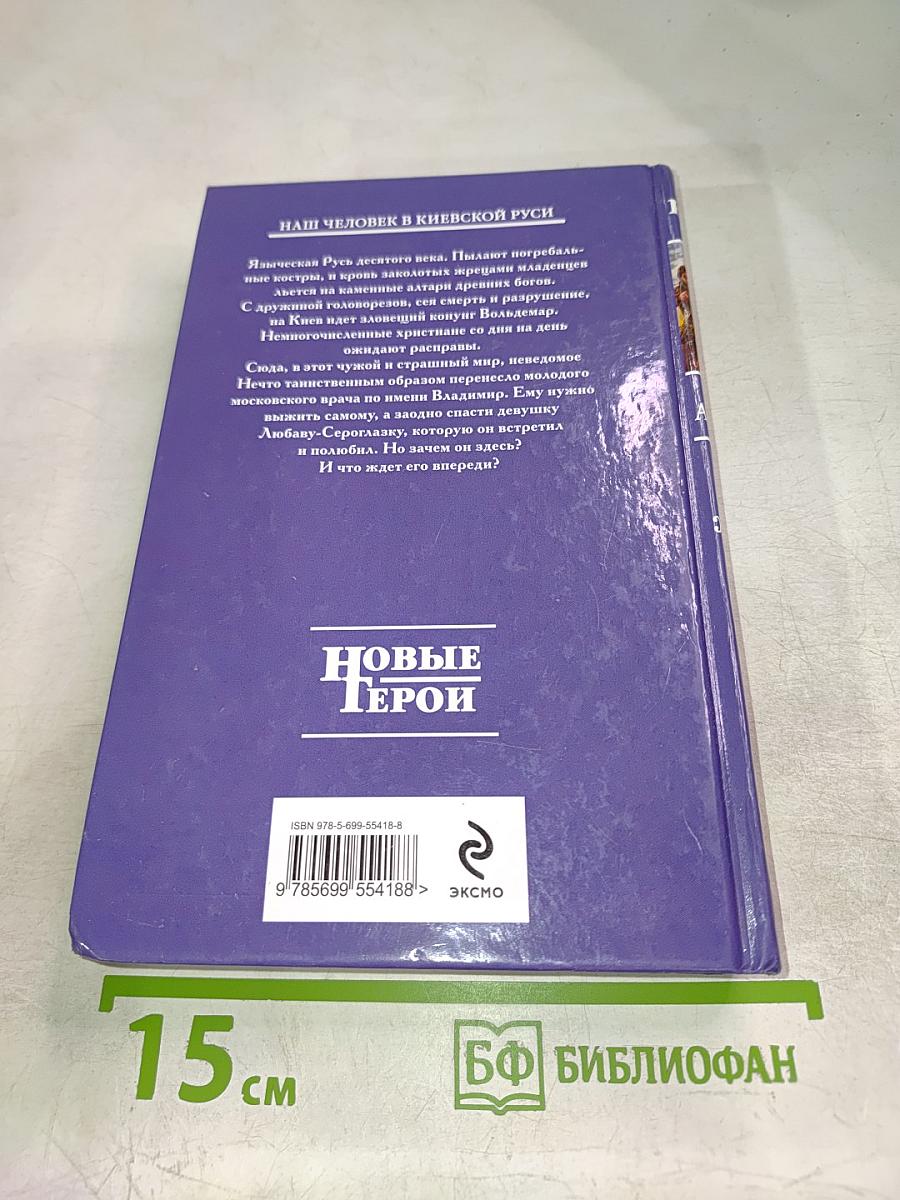 НАШ ЧЕЛОВЕК В КИЕВСКОЙ РУСИ
Языческая Русь десятого века. Пылают погребаль-
ные костры, и кровь заколотых жрецами младенцев
льется на каменные алтари древних богов.
С дружиной головорезов, сея смерть и разрушение,
на Киев идет зловещий конунг Вольдемар.
Немногочисленные христиане со дня на день
ожидают расправы.
Сюда, в этот чужой и страшный мир, неведомое
Нечто таинственным образом перенесло молодого
московского врача по имени Владимир. Ему нужно
выжить самому, а заодно спасти девушку
Любаву-Сероглазку, которую он встретил
и полюбил. Но зачем он здесь?
И что ждет его впереди?
НОВЫЕ
ГЕРОИ
ISBN 978-5-699-55418-8
9 785699 554188 >
ЭКСМО
15 см
БФ БИБЛИОФАН